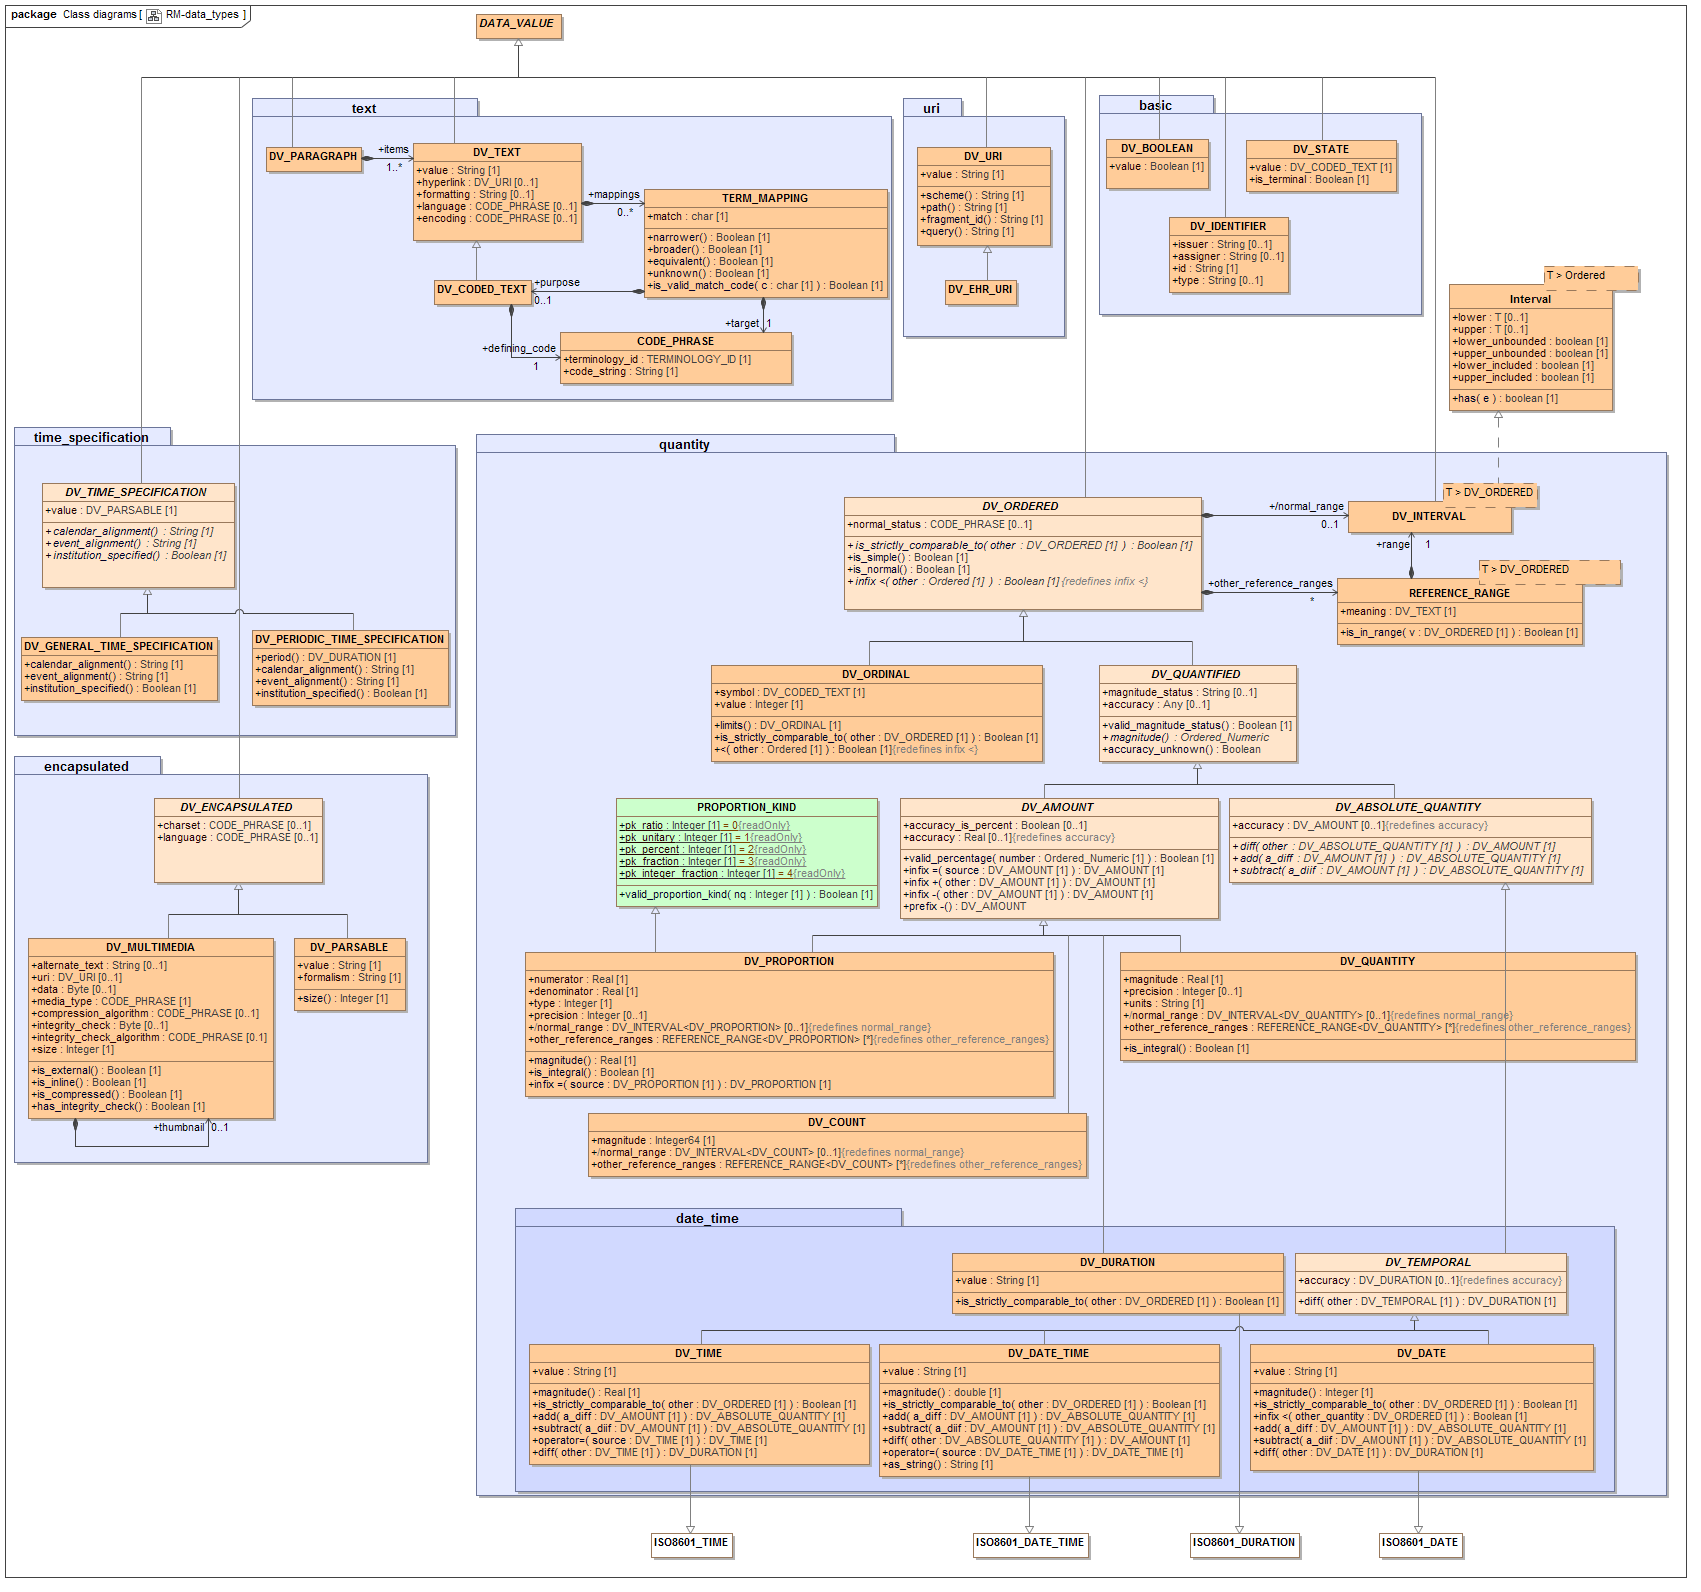 package Class diagrams [ RM-data_types ]
DATA_VALUE
text
DV_PARAGRAPH
+items
1..*
DV_TEXT
+value : String [1]
+hyperlink : DV_URI [0..1]
+formatting : String [0..1]
+language : CODE_PHRASE [0..1]
+encoding : CODE_PHRASE [0..1]
+mappings
0..*
TERM_MAPPING
+match : char [1]
+narrower() : Boolean [1]
+broader() : Boolean [1]
+equivalent() : Boolean [1]
+unknown() : Boolean [1]
+is_valid_match_code( c : char [1] ) : Boolean [1]
DV_CODED_TEXT
+purpose
0..1
+target
1
+defining_code
1
CODE_PHRASE
+terminology_id : TERMINOLOGY_ID [1]
+code_string : String [1]
uri
DV_URI
+value : String [1]
+scheme() : String [1]
+path() : String [1]
+fragment_id() : String [1]
+query() : String [1]
DV_EHR_URI
basic
DV_BOOLEAN
+value : Boolean [1]
DV_STATE
+value : DV_CODED_TEXT [1]
+is_terminal : Boolean [1]
DV_IDENTIFIER
+issuer : String [0..1]
+assigner : String [0..1]
+id : String [1]
+type : String [0..1]
T > Ordered
Interval
+lower : T [0..1]
+upper : T [0..1]
+lower_unbounded : boolean [1]
+upper_unbounded : boolean [1]
+lower_included : boolean [1]
+upper_included : boolean [1]
+has( e ) : boolean [1]
time_specification
DV_TIME_SPECIFICATION
+value : DV_PARSABLE [1]
+calendar_alignment() : String [1]
+event_alignment() : String [1]
+institution_specified() : Boolean [1]
DV_GENERAL_TIME_SPECIFICATION
+calendar_alignment() : String [1]
+event_alignment() : String [1]
+institution_specified() : Boolean [1]
DV_PERIODIC_TIME_SPECIFICATION
+period() : DV_DURATION [1]
+calendar_alignment() : String [1]
+event_alignment() : String [1]
+institution_specified() : Boolean [1]
encapsulated
DV_ENCAPSULATED
+charset : CODE_PHRASE [0..1]
+language : CODE_PHRASE [0..1]
DV_MULTIMEDIA
+alternate_text : String [0..1]
+uri : DV_URI [0..1]
+data : Byte [0..1]
+media_type : CODE_PHRASE [1]
+compression_algorithm : CODE_PHRASE [0..1]
+integrity_check : Byte [0..1]
+integrity_check_algorithm : CODE_PHRASE [0.1]
+size : Integer [1]
+is_external() : Boolean [1]
+is_inline() : Boolean [1]
+is_compressed() : Boolean [1]
+has_integrity_check() : Boolean [1]
+thumbnail
0..1
DV_PARSABLE
+value : String [1]
+formalism : String [1]
+size() : Integer [1]
quantity
DV_ORDERED
+normal_status : CODE_PHRASE [0..1]
+is_strictly_comparable_to( other : DV_ORDERED [1] ) : Boolean [1]
+is_simple() : Boolean [1]
+is_normal() : Boolean [1]
+infix <( other : Ordered [1] ) : Boolean [1]{redefines infix <}
+/normal_range
0..1
T > DV_ORDERED
DV_INTERVAL
+range
1
+other_reference_ranges
*
T > DV_ORDERED
REFERENCE_RANGE
+meaning : DV_TEXT [1]
+is_in_range( v : DV_ORDERED [1] ) : Boolean [1]
DV_ORDINAL
+symbol : DV_CODED_TEXT [1]
+value : Integer [1]
+limits() : DV_ORDINAL [1]
+is_strictly_comparable_to( other : DV_ORDERED [1] ) : Boolean [1]
+<( other : Ordered [1] ) : Boolean [1]{redefines infix <}
DV_QUANTIFIED
+magnitude_status : String [0..1]
+accuracy : Any [0..1]
+valid_magnitude_status() : Boolean [1]
+magnitude() : Ordered_Numeric
+accuracy_unknown() : Boolean
PROPORTION_KIND
+pk_ratio : Integer [1] = 0{readOnly}
+pk_unitary : Integer [1] = 1{readOnly}
+pk_percent : Integer [1] = 2{readOnly}
+pk_fraction : Integer [1] = 3{readOnly}
+pk_integer_fraction : Integer [1] = 4{readOnly}
+valid_proportion_kind( nq : Integer [1] ) : Boolean [1]
DV_AMOUNT
+accuracy_is_percent : Boolean [0..1]
+accuracy : Real [0..1]{redefines accuracy}
+valid_percentage( number : Ordered_Numeric [1] ) : Boolean [1]
+infix =( source : DV_AMOUNT [1] ) : DV_AMOUNT [1]
+infix +( other : DV_AMOUNT [1] ) : DV_AMOUNT [1]
+infix -( other : DV_AMOUNT [1] ) : DV_AMOUNT [1]
+prefix -() : DV_AMOUNT
DV_ABSOLUTE_QUANTITY
+accuracy : DV_AMOUNT [0..1]{redefines accuracy}
+diff( other : DV_ABSOLUTE_QUANTITY [1] ) : DV_AMOUNT [1]
+add( a_diff : DV_AMOUNT [1] ) : DV_ABSOLUTE_QUANTITY [1]
+subtract( a_diif : DV_AMOUNT [1] ) : DV_ABSOLUTE_QUANTITY [1]
DV_PROPORTION
+numerator : Real [1]
+denominator : Real [1]
+type : Integer [1]
+precision : Integer [0..1]
+/normal_range : DV_INTERVAL<DV_PROPORTION> [0..1]{redefines normal_range}
+other_reference_ranges : REFERENCE_RANGE<DV_PROPORTION> [*]{redefines other_reference_ranges}
+magnitude() : Real [1]
+is_integral() : Boolean [1]
+infix =( source : DV_PROPORTION [1] ) : DV_PROPORTION [1]
DV_QUANTITY
+magnitude : Real [1]
+precision : Integer [0..1]
+units : String [1]
+/normal_range : DV_INTERVAL<DV_QUANTITY> [0..1]{redefines normal_range}
+other_reference_ranges : REFERENCE_RANGE<DV_QUANTITY> [*]{redefines other_reference_ranges}
+is_integral() : Boolean [1]
DV_COUNT
+magnitude : Integer64 [1]
+/normal_range : DV_INTERVAL<DV_COUNT> [0..1]{redefines normal_range}
+other_reference_ranges : REFERENCE_RANGE<DV_COUNT> [*]{redefines other_reference_ranges}
date_time
DV_DURATION
+value : String [1]
+is_strictly_comparable_to( other : DV_ORDERED [1] ) : Boolean [1]
DV_TEMPORAL
+accuracy : DV_DURATION [0..1]{redefines accuracy}
+diff( other : DV_TEMPORAL [1] ) : DV_DURATION [1]
DV_TIME
+value : String [1]
+magnitude() : Real [1]
+is_strictly_comparable_to( other : DV_ORDERED [1] ) : Boolean [1]
+add( a_diff : DV_AMOUNT [1] ) : DV_ABSOLUTE_QUANTITY [1]
+subtract( a_diif : DV_AMOUNT [1] ) : DV_ABSOLUTE_QUANTITY [1]
+operator=( source : DV_TIME [1] ) : DV_TIME [1]
+diff( other : DV_TIME [1] ) : DV_DURATION [1]
DV_DATE_TIME
+value : String [1]
+magnitude() : double [1]
+is_strictly_comparable_to( other : DV_ORDERED [1] ) : Boolean [1]
+add( a_diff : DV_AMOUNT [1] ) : DV_ABSOLUTE_QUANTITY [1]
+subtract( a_diif : DV_AMOUNT [1] ) : DV_ABSOLUTE_QUANTITY [1]
+diff( other : DV_ABSOLUTE_QUANTITY [1] ) : DV_AMOUNT [1]
+operator=( source : DV_DATE_TIME [1] ) : DV_DATE_TIME [1]
+as_string() : String [1]
DV_DATE
+value : String [1]
+magnitude() : Integer [1]
+is_strictly_comparable_to( other : DV_ORDERED [1] ) : Boolean [1]
+infix <( other_quantity : DV_ORDERED [1] ) : Boolean [1]
+add( a_diff : DV_AMOUNT [1] ) : DV_ABSOLUTE_QUANTITY [1]
+subtract( a_diif : DV_AMOUNT [1] ) : DV_ABSOLUTE_QUANTITY [1]
+diff( other : DV_DATE [1] ) : DV_DURATION [1]
ISO8601_TIME
ISO8601_DATE_TIME
ISO8601_DURATION
ISO8601_DATE